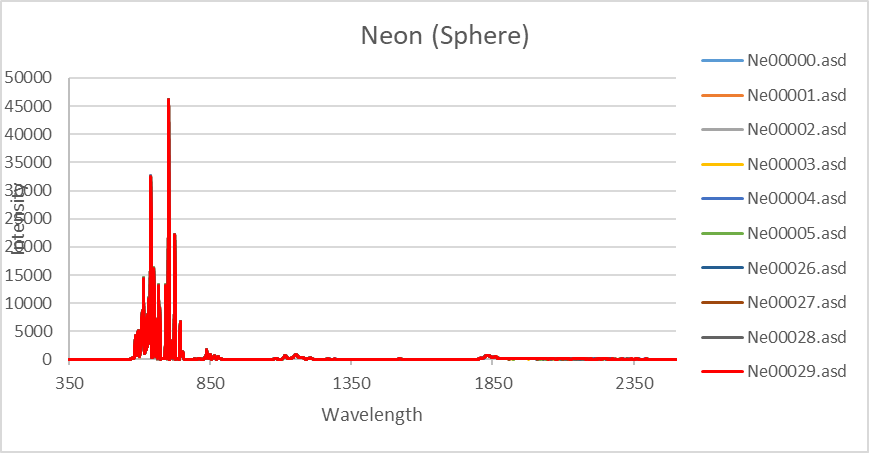 Neon (Sphere)
50000
45000
40000
35000
30000
25000
20000
15000
10000
5000
0
Intensity
350
850
1350
1850
2350
Wavelength
Ne00000.asd
Ne00001.asd
Ne00002.asd
Ne00003.asd
Ne00004.asd
Ne00005.asd
Ne00026.asd
Ne00027.asd
Ne00028.asd
Ne00029.asd